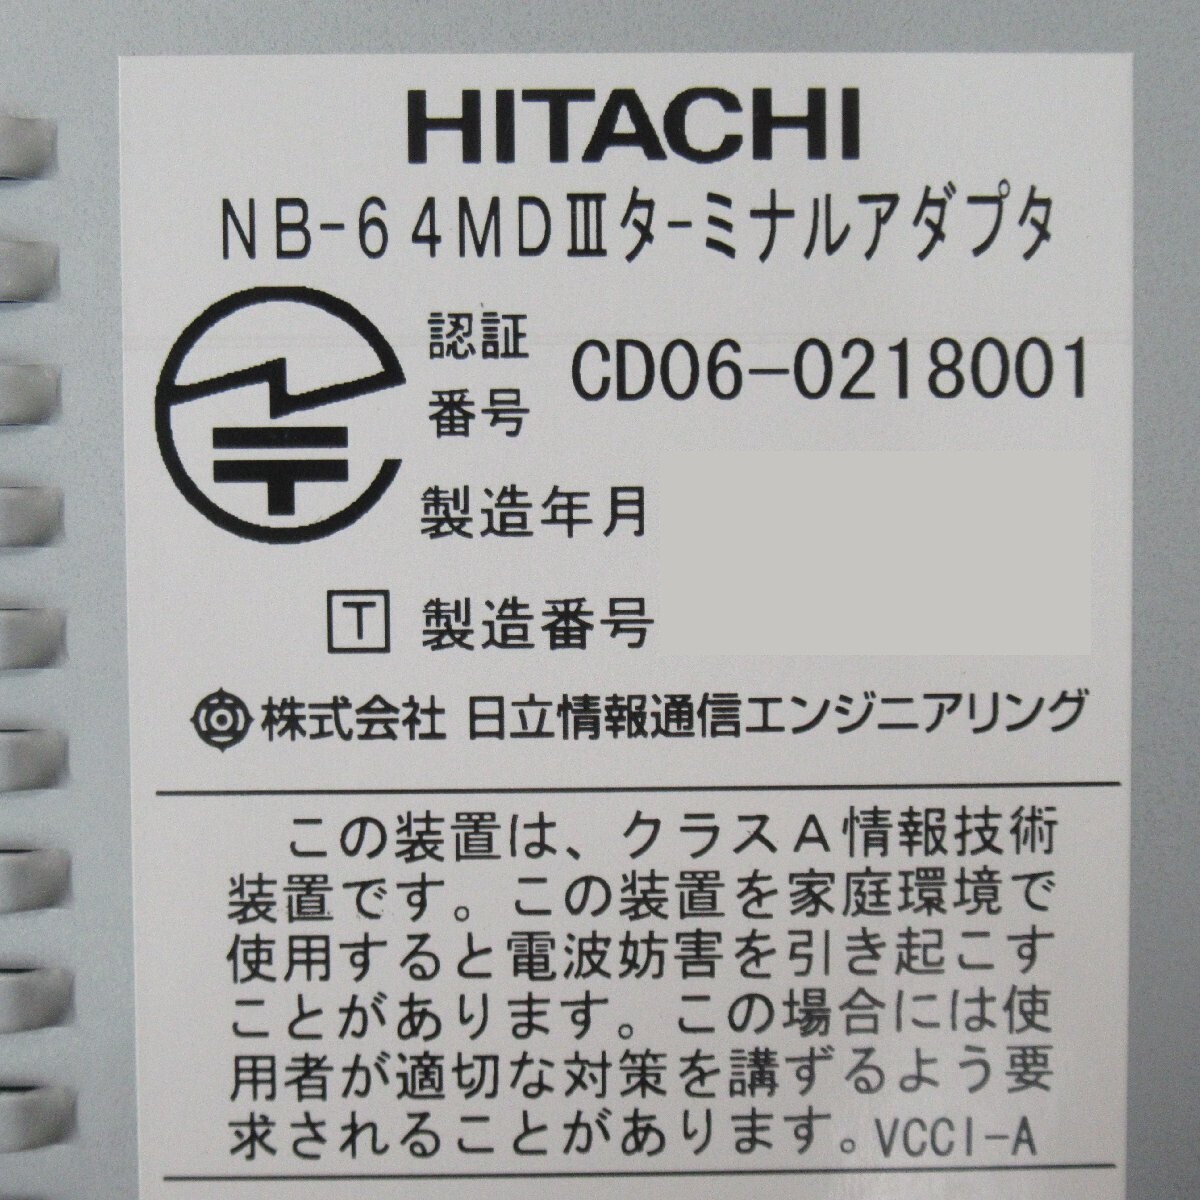 HITACHI
NB-64MDⅢターミナルアダプタ
認証番号 CD06-0218001
製造年月
T 製造番号
株式会社 日立情報通信エンジニアリング
この装置は、クラスA情報技術
装置です。この装置を家庭環境で
使用すると電波妨害を引き起こす
ことがあります。この場合には使
用者が適切な対策を講ずるよう要
求されることがあります。VCCI-A